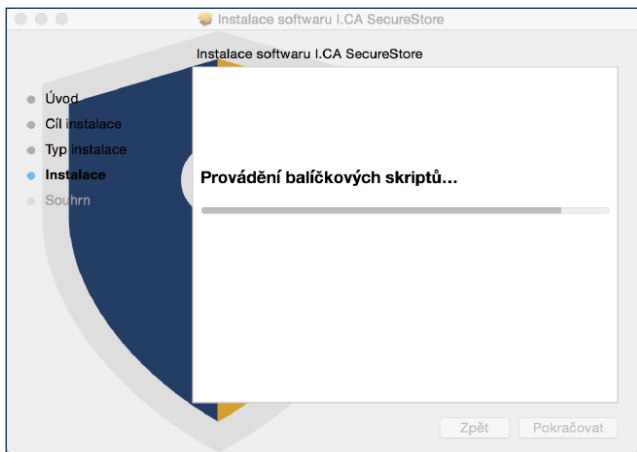 Instalace softwaru I.CA SecureStore
Instalace softwaru I.CA SecureStore
Úvod
Cíl instalace
Typ instalace
Instalace
Souhrn
Provádění balíčkových skriptů...
Zpět
Pokračovat